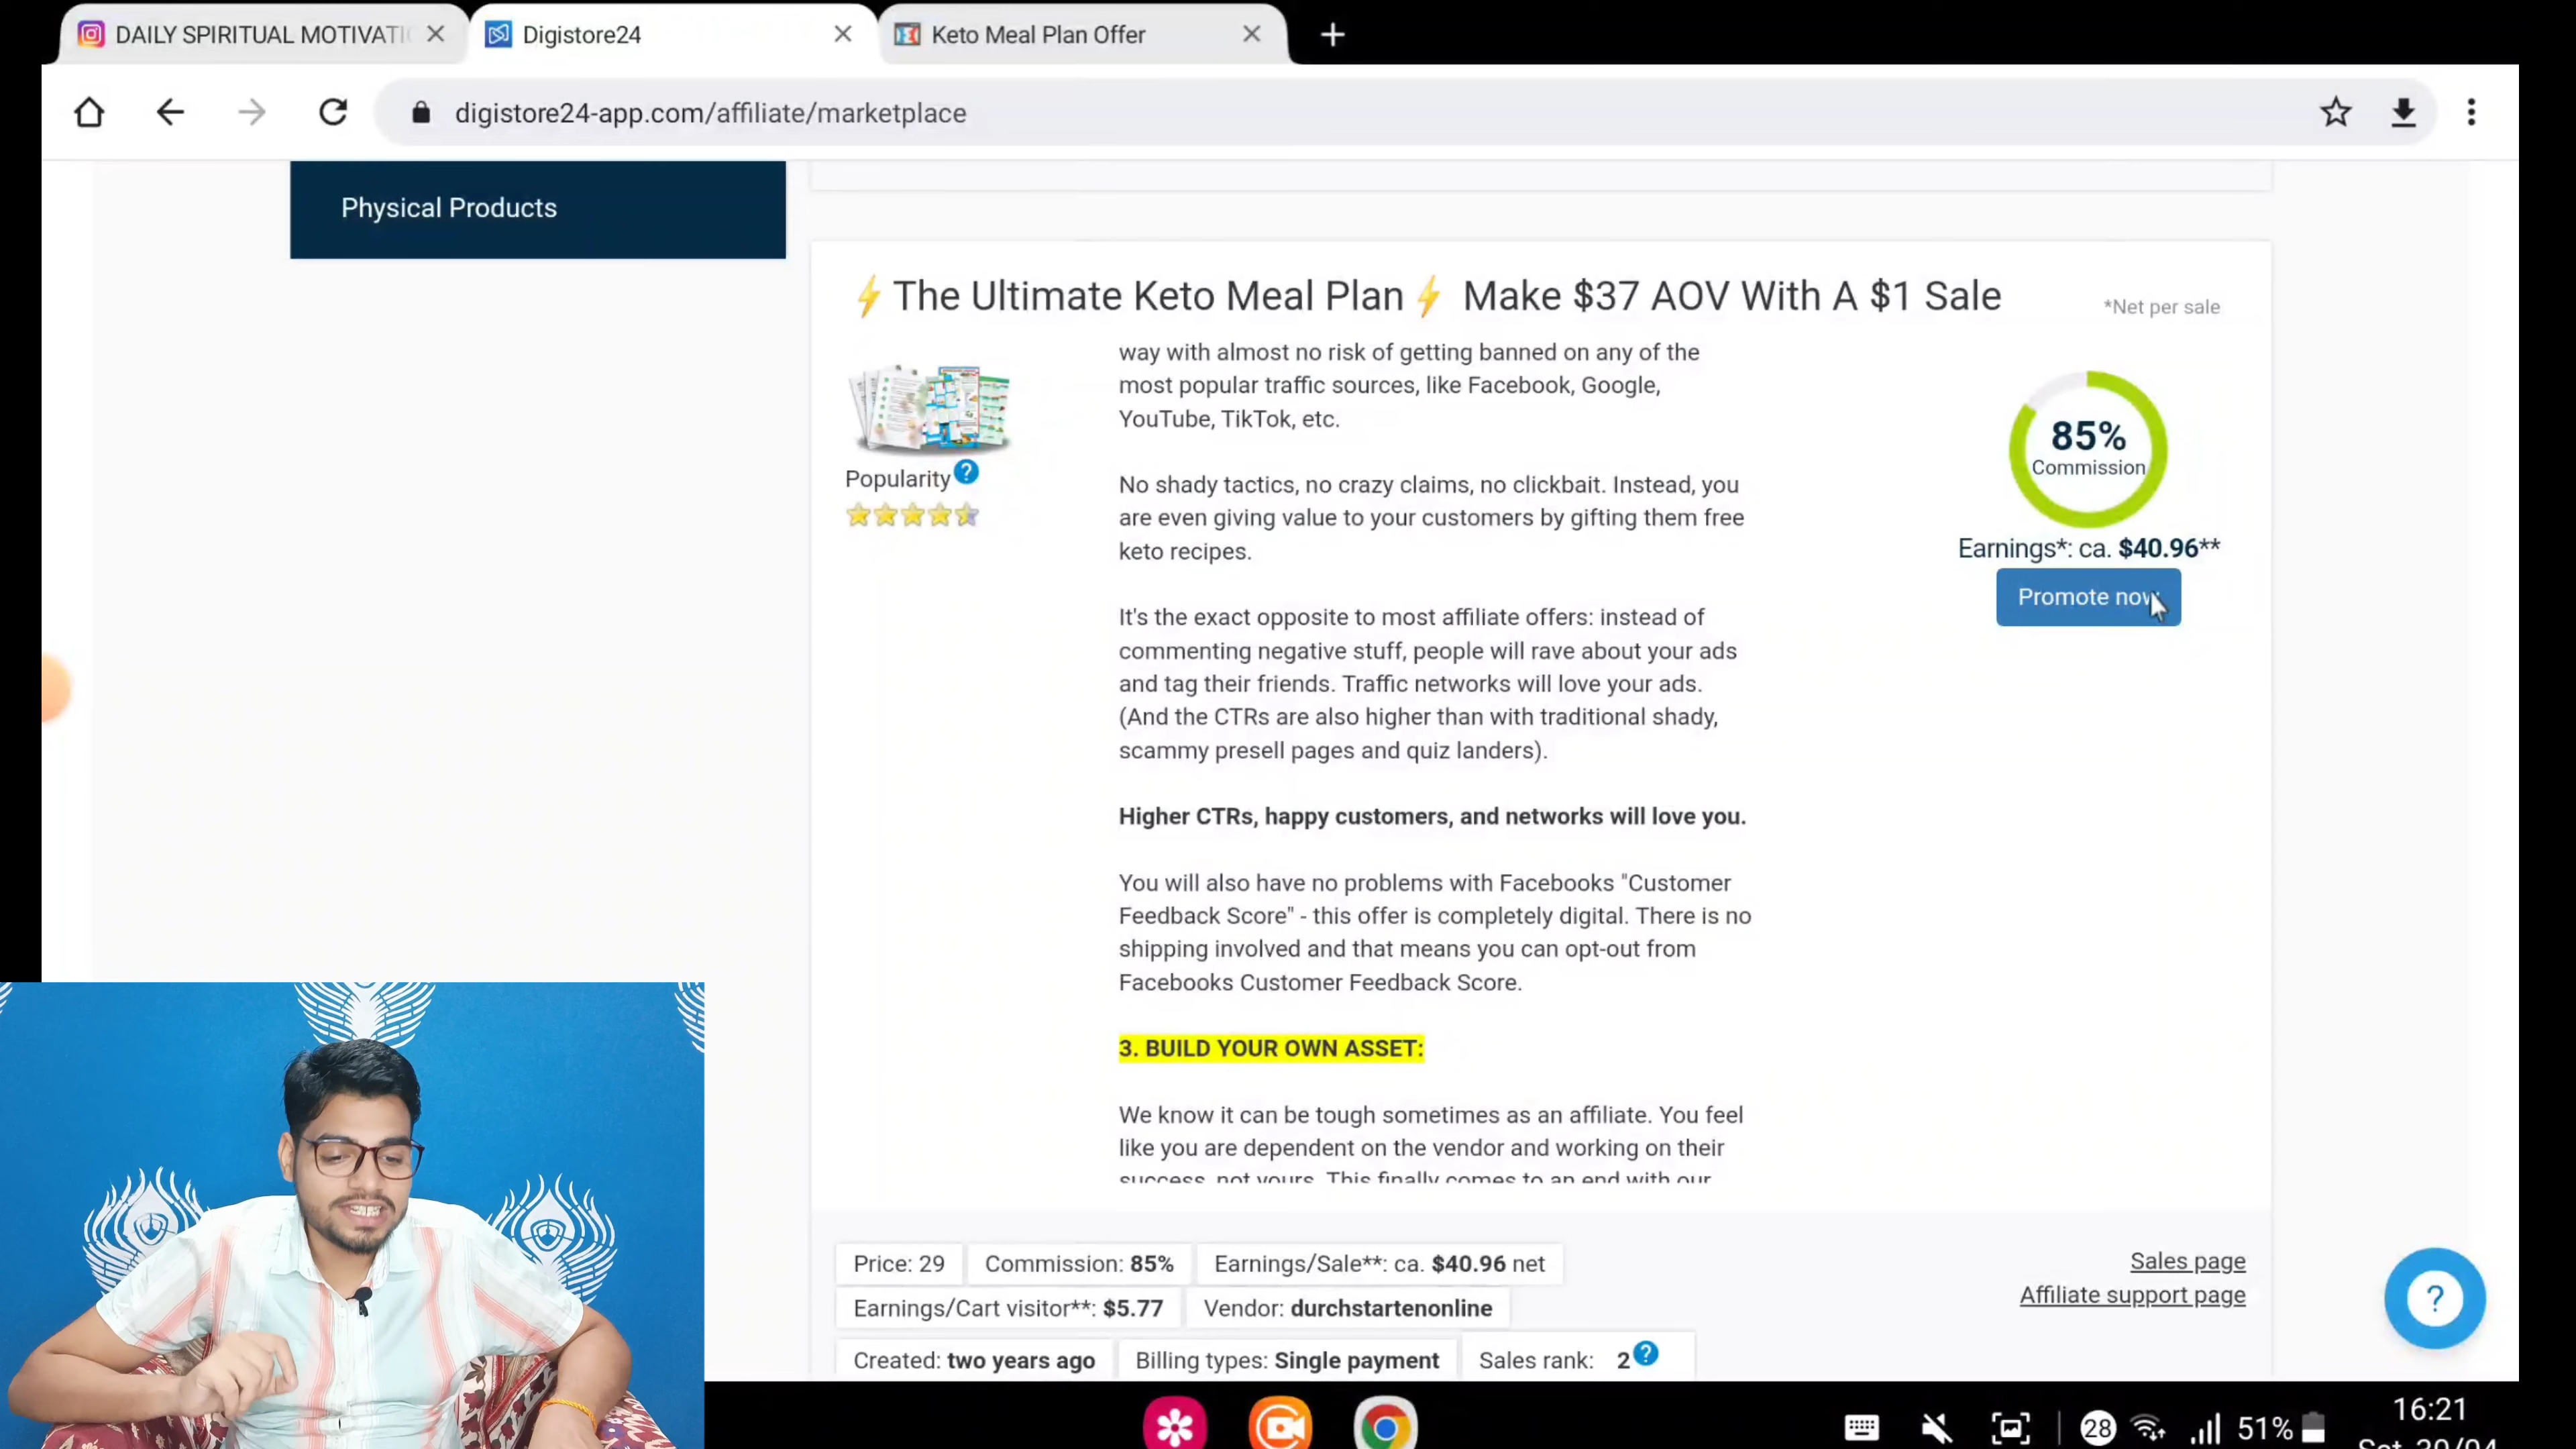 DAILY SPIRITUAL MOTIVATI
Digistore24
Keto Meal Plan Offer
digistore24-app.com/affiliate/marketplace
Physical Products
The Ultimate Keto Meal Plan Make $37 AOV With A $1 Sale
*Net per sale
way with almost no risk of getting banned on any of the
most popular traffic sources, like Facebook, Google,
YouTube, TikTok, etc.
Popularity ?
No shady tactics, no crazy claims, no clickbait. Instead, you
are even giving value to your customers by gifting them free
keto recipes.
85%
Commission
Earnings*: ca. $40.96**
Promote now
It's the exact opposite to most affiliate offers: instead of
commenting negative stuff, people will rave about your ads
and tag their friends. Traffic networks will love your ads.
(And the CTRs are also higher than with traditional shady,
scammy presell pages and quiz landers).
Higher CTRs, happy customers, and networks will love you.
You will also have no problems with Facebooks "Customer
Feedback Score" - this offer is completely digital. There is no
shipping involved and that means you can opt-out from
Facebooks Customer Feedback Score.
3. BUILD YOUR OWN ASSET:
We know it can be tough sometimes as an affiliate. You feel
like you are dependent on the vendor and working on their
success, not yours. This finally comes to an end with our
Price: 29
Commission: 85%
Earnings/Sale**: ca. $40.96 net
Earnings/Cart visitor**: $5.77
Vendor: durchstartenonline
Created: two years ago
Billing types: Single payment
Sales rank: 2 ?
Sales page
Affiliate support page
?
28
51%
16:21